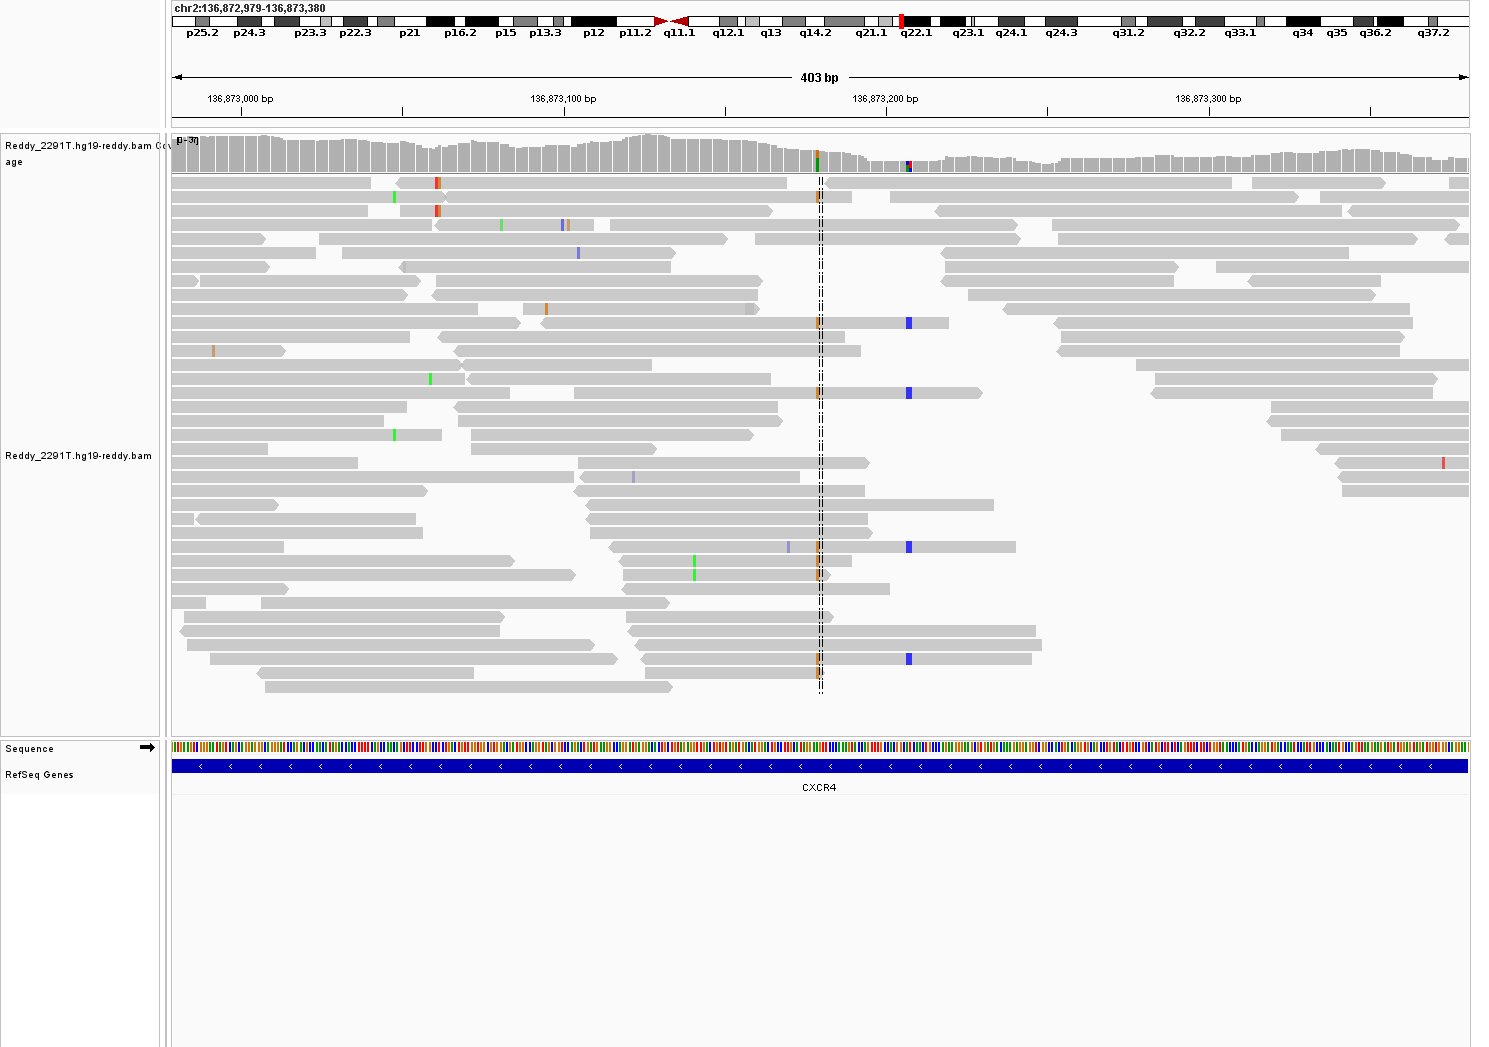 chr2:136,872,979-136,873,380
p25.2 p24.3 p23.3 p22.3 p21 p16.2 p15 p13.3 p12 p11.2 q11.1 q12.1 q13 q14.2 q21.1 q22.1 q23.1 q24.1 q24.3 q31.2 q32.2 q33.1 q34 q35 q36.2 q37.2
403 bp
136,873,000 bp 136,873,100 bp 136,873,200 bp 136,873,300 bp
Reddy_2291T.hg19-reddy.bam Cov
age
[0 - 37]
Reddy_2291T.hg19-reddy.bam
Sequence
RefSeq Genes
CXCR4